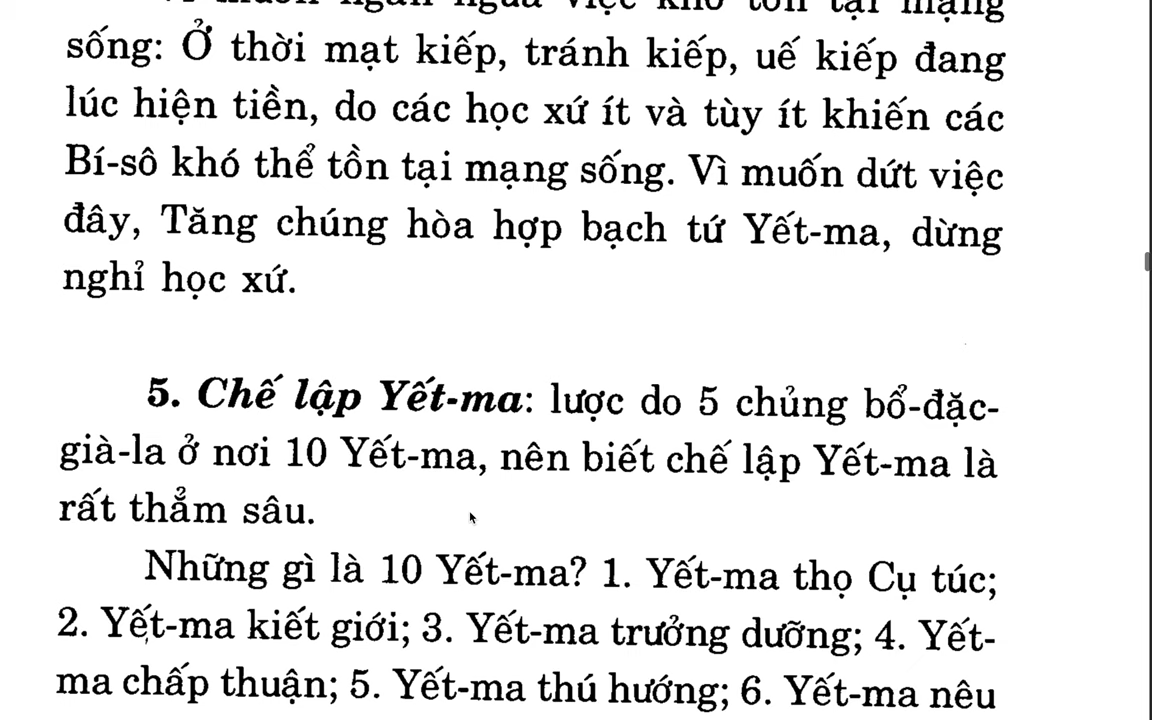 sống: Ở thời mạt kiếp, tránh kiếp, uế kiếp đang
lúc hiện tiền, do các học xứ ít và tùy ít khiến các
Bí-sô khó thể tồn tại mạng sống. Vì muốn dứt việc
đây, Tăng chúng hòa hợp bạch tứ Yết-ma, dừng
nghỉ học xứ.
5. Chế lập Yết-ma: lược do 5 chủng bổ-đặc-
già-la ở nơi 10 Yết-ma, nên biết chế lập Yết-ma là
rất thẳm sâu.
Những gì là 10 Yết-ma? 1. Yết-ma thọ Cụ túc;
2. Yết-ma kiết giới; 3. Yết-ma trưởng dưỡng; 4. Yết-
ma chấp thuận; 5. Yết-ma thú hướng; 6. Yết-ma nêu